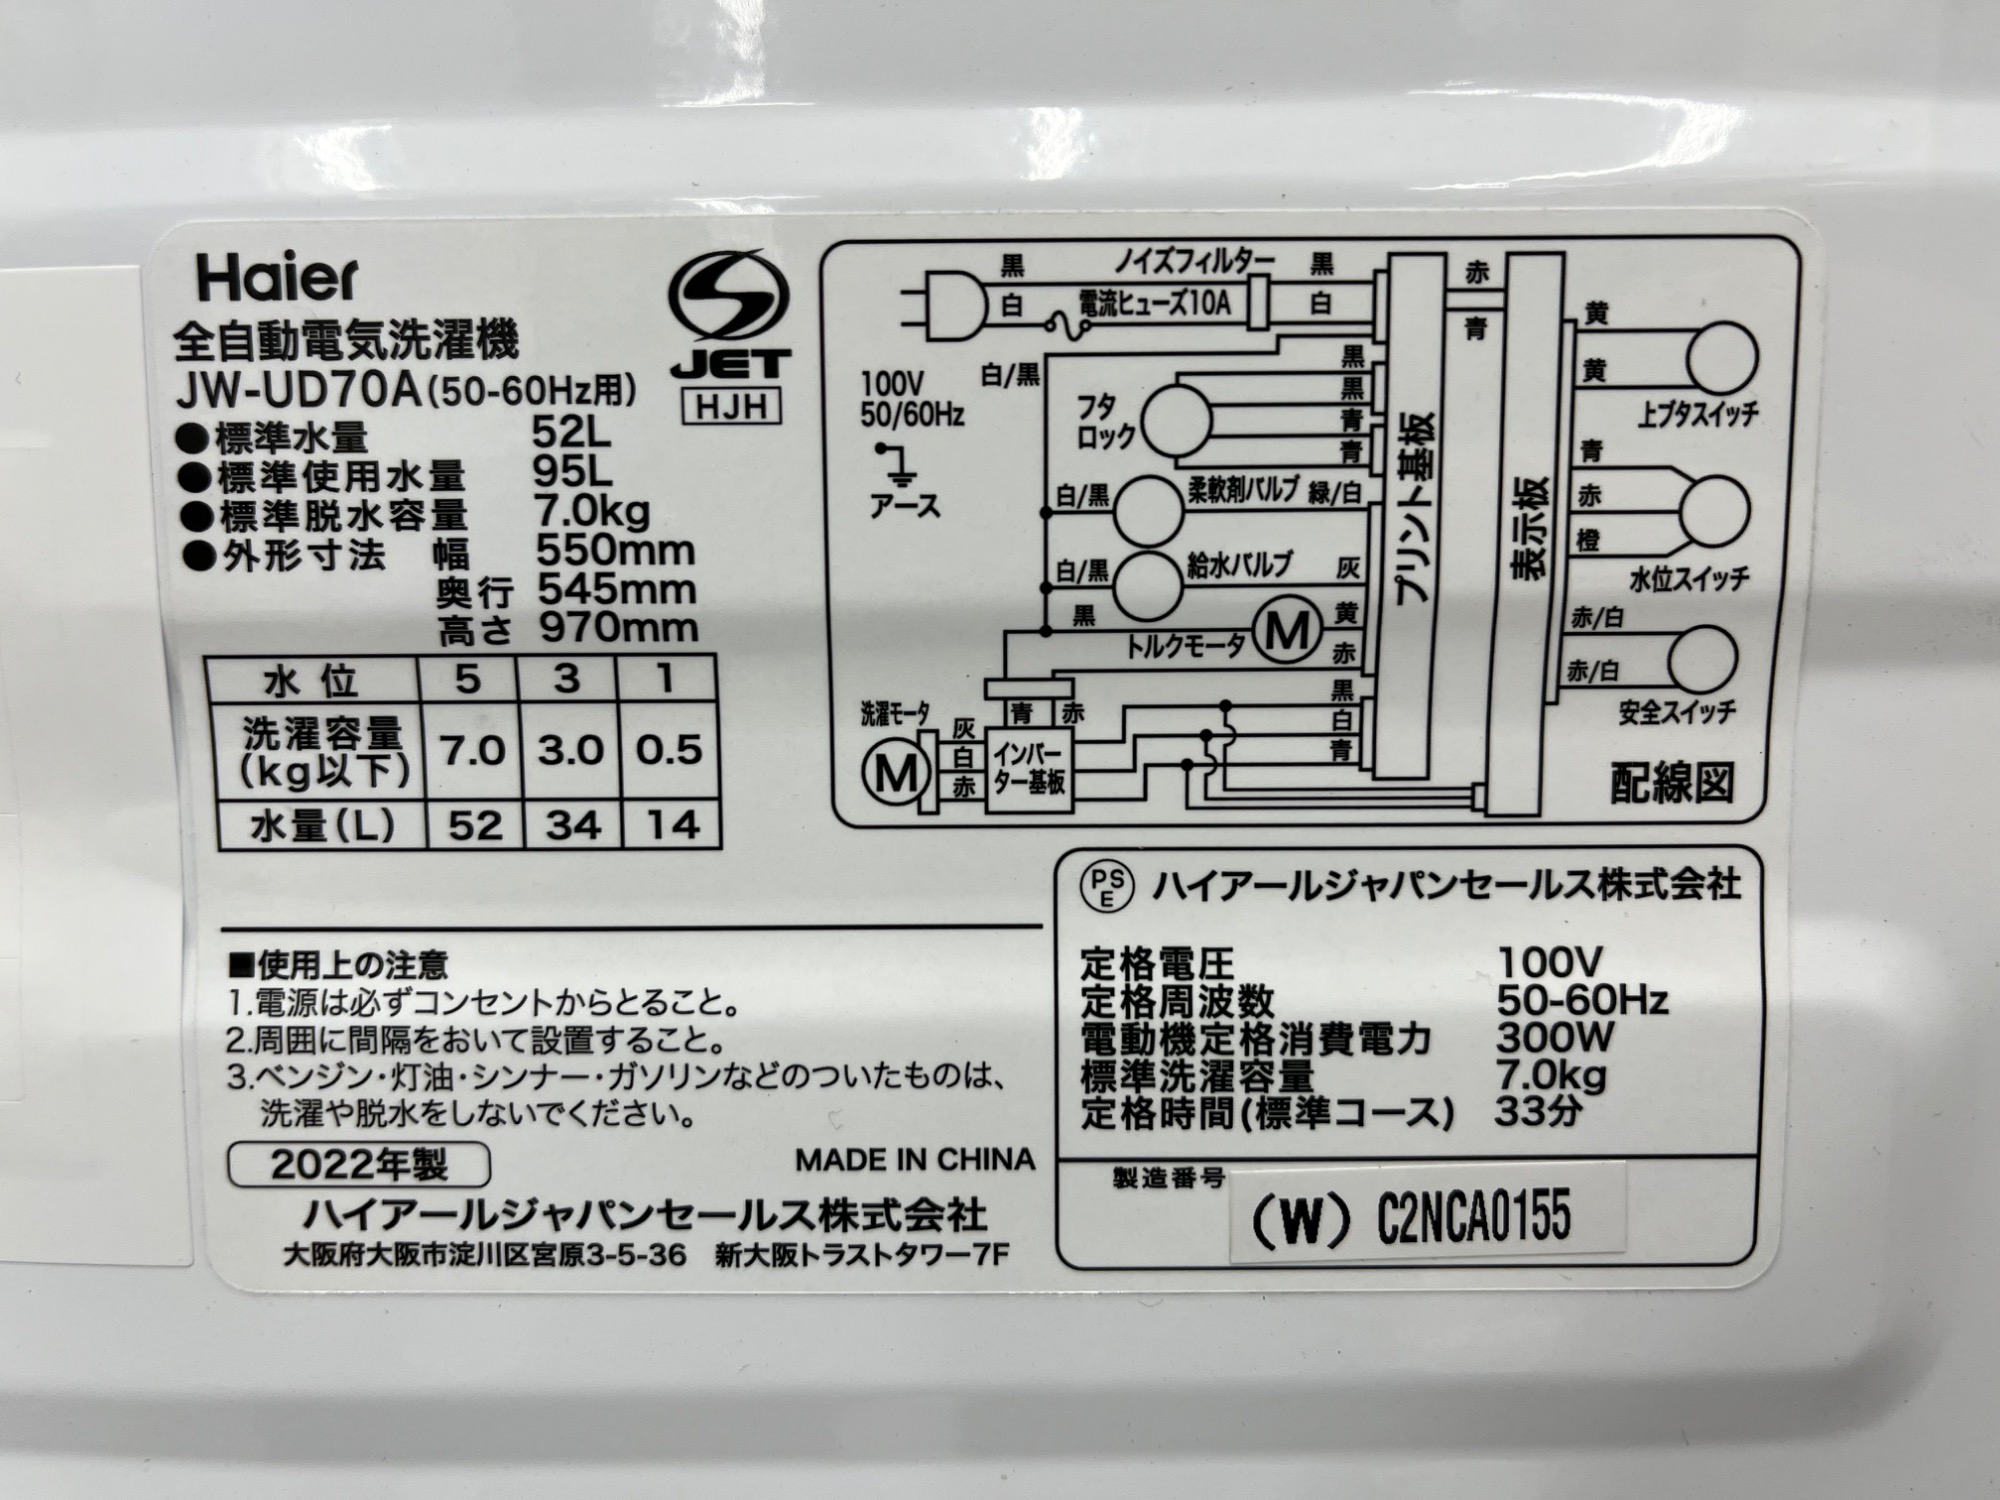 Haier
全自動電気洗濯機
JW-UD70A(50-60Hz用)
JET
HJH
●標準水量 52L
●標準使用水量 95L
●標準脱水容量 7.0kg
●外形寸法 幅 550mm
奥行 545mm
高さ 970mm
水位 5 3 1
洗濯容量(kg以下) 7.0 3.0 0.5
水量(L) 52 34 14
■使用上の注意
1.電源は必ずコンセントからとること。
2.周囲に間隔をおいて設置すること。
3.ベンジン・灯油・シンナー・ガソリンなどのついたものは、
洗濯や脱水をしないでください。
2022年製
MADE IN CHINA
ハイアールジャパンセールス株式会社
大阪府大阪市淀川区宮原3-5-36 新大阪トラストタワー7F
黒 ノイズフィルター 黒
白 電流ヒューズ10A 白
赤
青
100V
50/60Hz
アース
白/黒
フタ
ロック
黒
黒
青
青
白/黒 柔軟剤バルブ 緑/白
白/黒 給水バルブ 灰
黒 トルクモータ M 黄
赤
青 赤
洗濯モータ
M
灰
白
赤
インバー
ター基板
黒
白
青
プリント基板
表示板
黄
黄
上ブタスイッチ
青
赤
橙
水位スイッチ
赤/白
赤/白
安全スイッチ
配線図
PS
E
ハイアールジャパンセールス株式会社
定格電圧 100V
定格周波数 50-60Hz
電動機定格消費電力 300W
標準洗濯容量 7.0kg
定格時間(標準コース) 33分
製造番号
(W) C2NCA0155